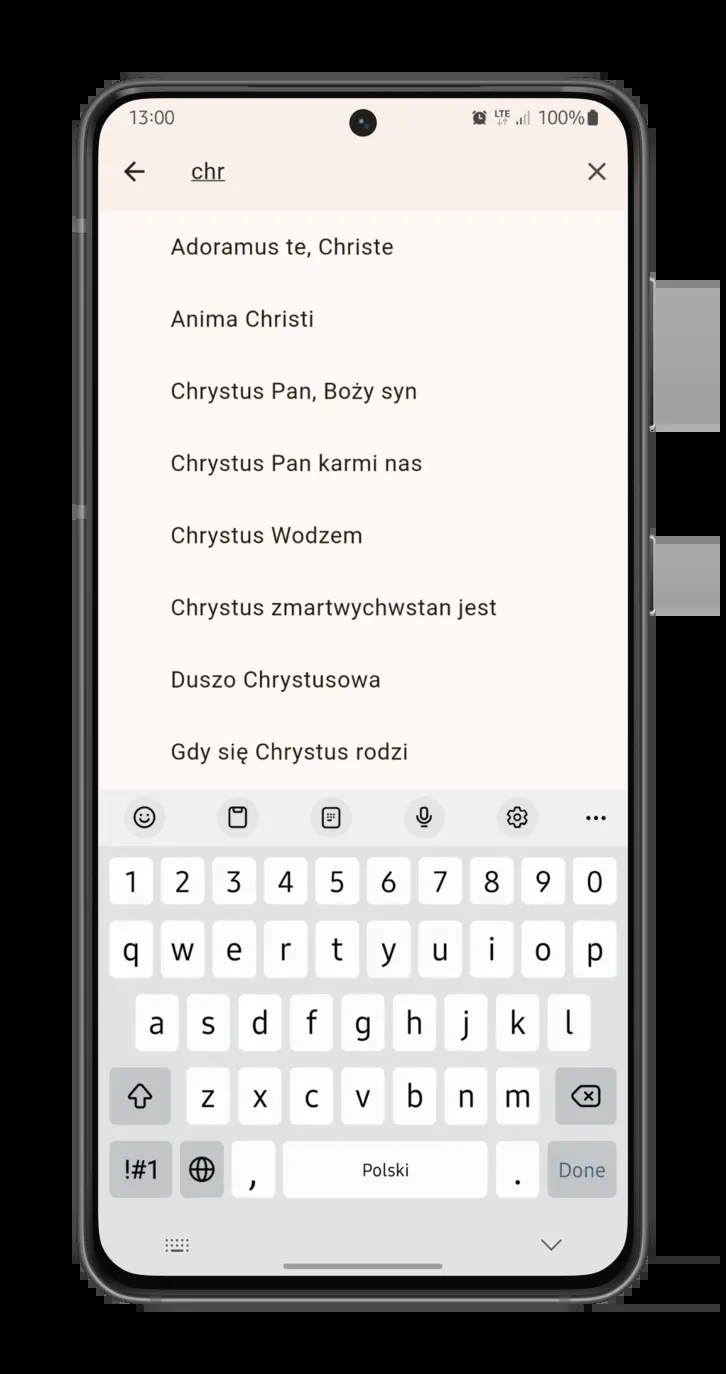 13:00 LTE 100%
chr
Adoramus te, Christe
Anima Christi
Chrystus Pan, Boży syn
Chrystus Pan karmi nas
Chrystus Wodzem
Chrystus zmartwychwstan jest
Duszo Chrystusowa
Gdy się Chrystus rodzi
1 2 3 4 5 6 7 8 9 0
q w e r t y u i o p
a s d f g h j k l
z x c v b n m
!#1 , Polski . Done